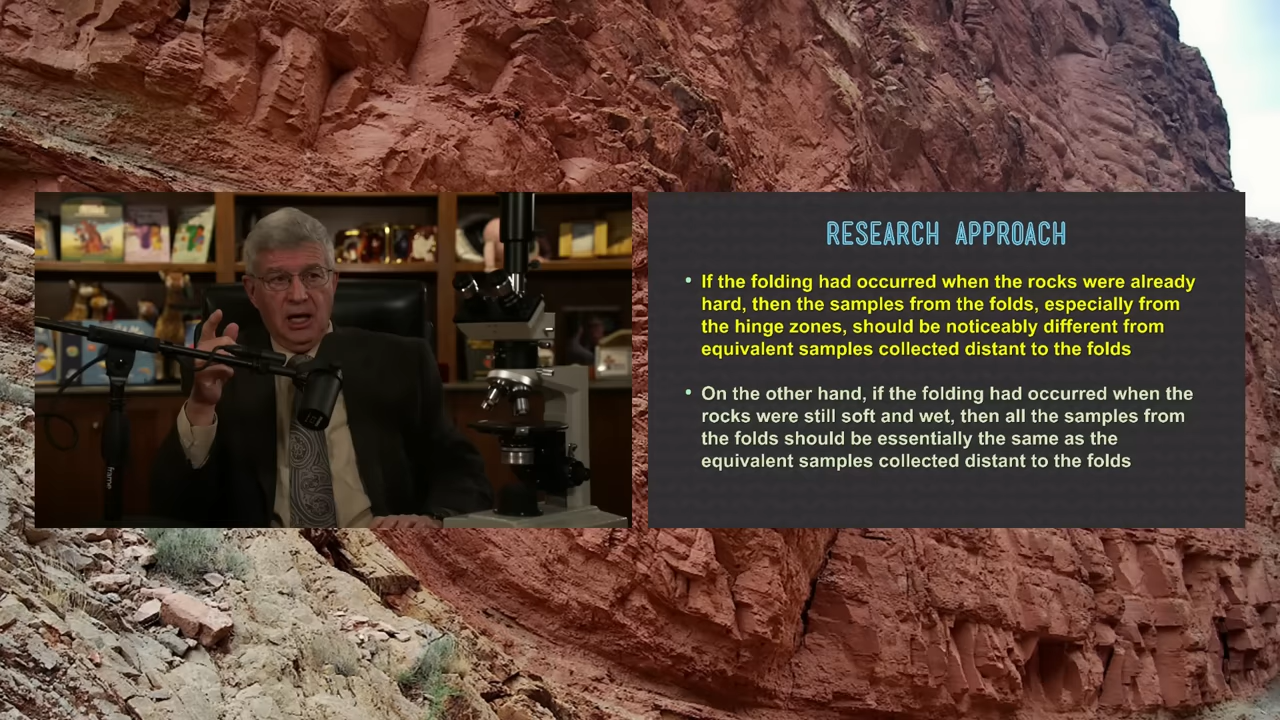 RESEARCH APPROACH
• If the folding had occurred when the rocks were already
hard, then the samples from the folds, especially from
the hinge zones, should be noticeably different from
equivalent samples collected distant to the folds
• On the other hand, if the folding had occurred when the
rocks were still soft and wet, then all the samples from
the folds should be essentially the same as the
equivalent samples collected distant to the folds
frame